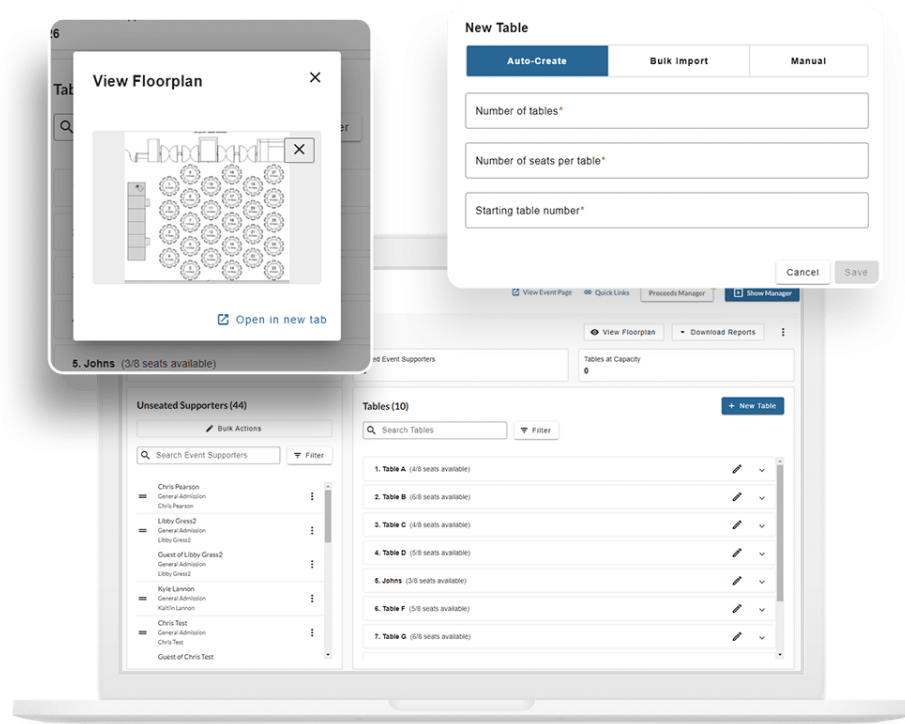 26
View Floorplan
Open in new tab
5. Johns (3/8 seats available)
New Table
Auto-Create
Bulk Import
Manual
Number of tables*
Number of seats per table*
Starting table number*
Cancel
Save
View Event Page
Quick Links
Proceeds Manager
Show Manager
View Floorplan
Download Reports
Event Supporters
Tables at Capacity
0
Unseated Supporters (44)
Bulk Actions
Search Event Supporters
Filter
Chris Pearson
General Admission
Chris Pearson
Libby Gress2
General Admission
Libby Gress2
Guest of Libby Gress2
General Admission
Libby Gress2
Kyle Lannon
General Admission
Kaitlin Lannon
Chris Test
General Admission
Chris Test
Guest of Chris Test
Tables (10)
+ New Table
Search Tables
Filter
1. Table A (4/8 seats available)
2. Table B (6/8 seats available)
3. Table C (4/8 seats available)
4. Table D (5/8 seats available)
5. Johns (3/8 seats available)
6. Table F (5/8 seats available)
7. Table G (6/8 seats available)